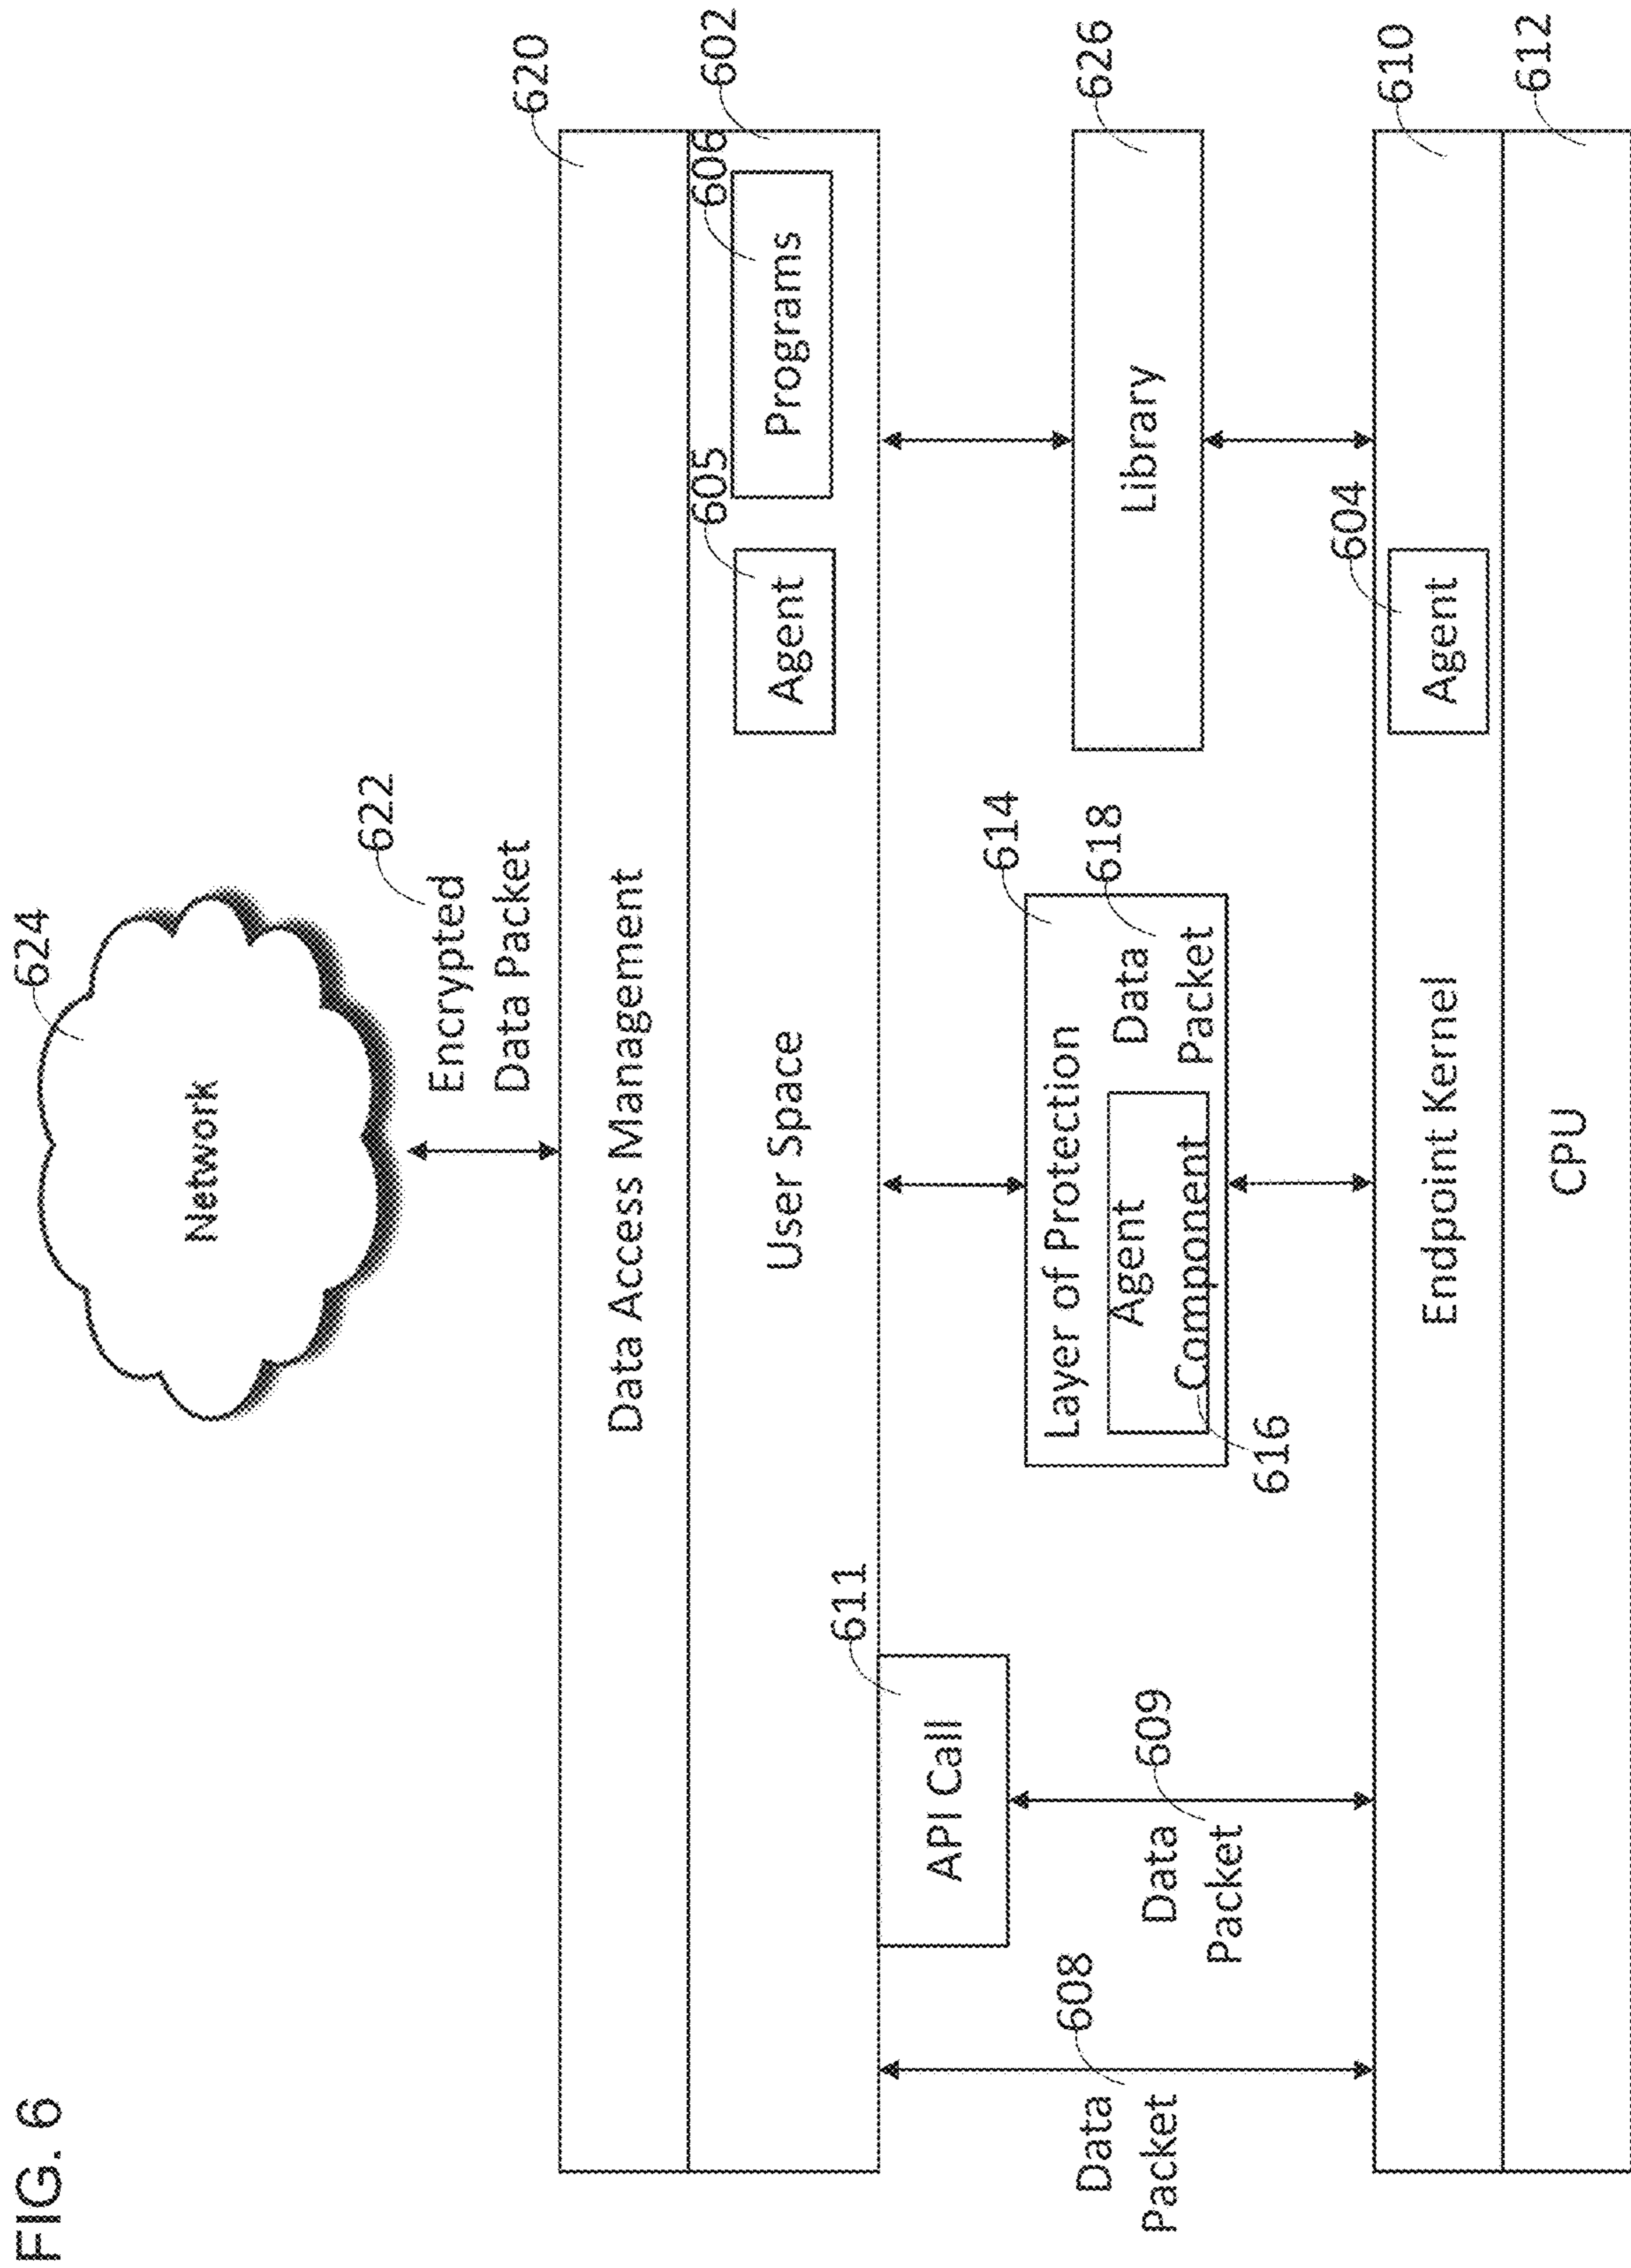 FIG. 6
624
Network
622
Encrypted
Data Packet
620
Data Access Management
602
User Space
605
Agent
606
Programs
611
API Call
608
Data
Packet
609
Data
Packet
614
Layer of Protection
616
Agent
Component
618
Data
Packet
626
Library
610
Endpoint Kernel
604
Agent
612
CPU